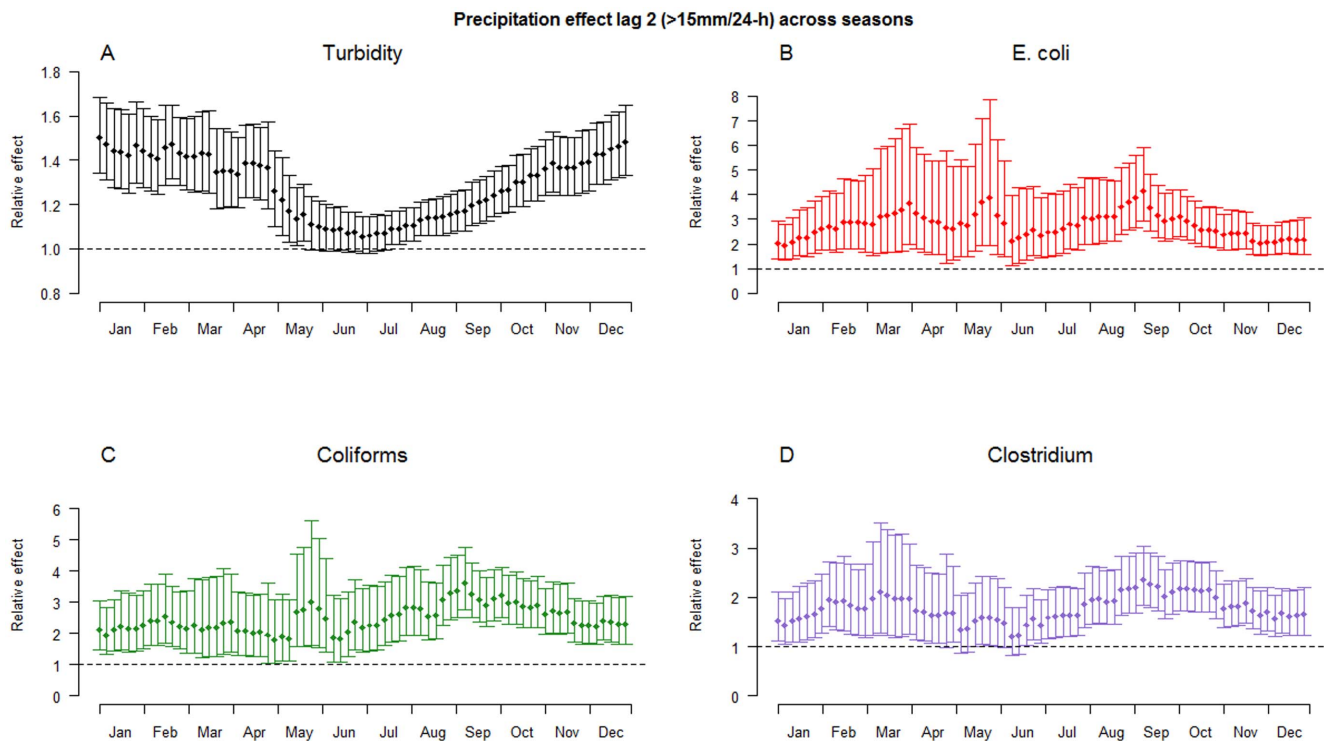 Precipitation effect lag 2 (>15mm/24-h) across seasons
A
Turbidity
Relative effect
1.8
1.6
1.4
1.2
1.0
0.8
Jan Feb Mar Apr May Jun Jul Aug Sep Oct Nov Dec
B
E. coli
Relative effect
8
7
6
5
4
3
2
1
0
Jan Feb Mar Apr May Jun Jul Aug Sep Oct Nov Dec
C
Coliforms
Relative effect
6
5
4
3
2
1
0
Jan Feb Mar Apr May Jun Jul Aug Sep Oct Nov Dec
D
Clostridium
Relative effect
4
3
2
1
0
Jan Feb Mar Apr May Jun Jul Aug Sep Oct Nov Dec